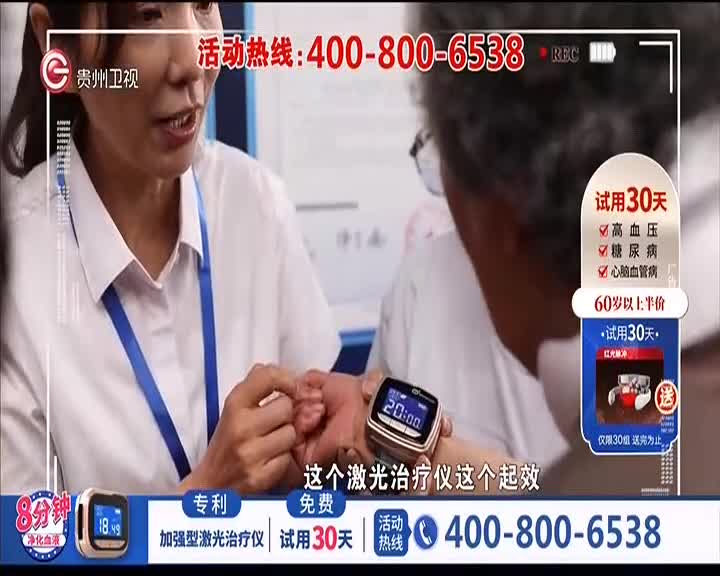 活动热线:400-800-6538
REC
贵州卫视
试用30天
高血压
糖尿病
心脑血管病
60岁以上半价
·试用30天·
红光脉冲
送
仅限30组 送完为止
20:00
这个激光治疗仪这个起效
8分钟
净化血液
18:49
专利
加强型激光治疗仪
免费
试用30天
活动
热线
400-800-6538